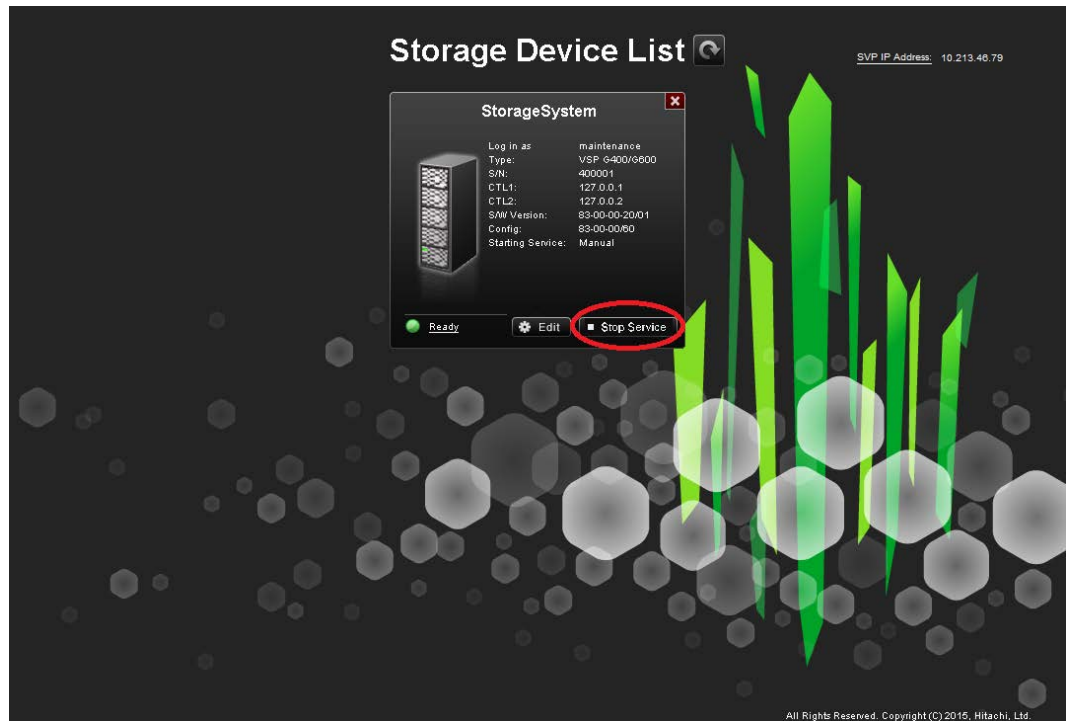 Storage Device List
SVP IP Address: 10.213.46.79
StorageSystem
Log in as maintenance
Type: VSP G400/G600
S/N: 400001
CTL1: 127.0.0.1
CTL2: 127.0.0.2
S/W Version: 83-00-00-20/01
Config: 83-00-00/60
Starting Service: Manual
Ready Edit Stop Service
All Rights Reserved. Copyright (C) 2015, Hitachi, Ltd.